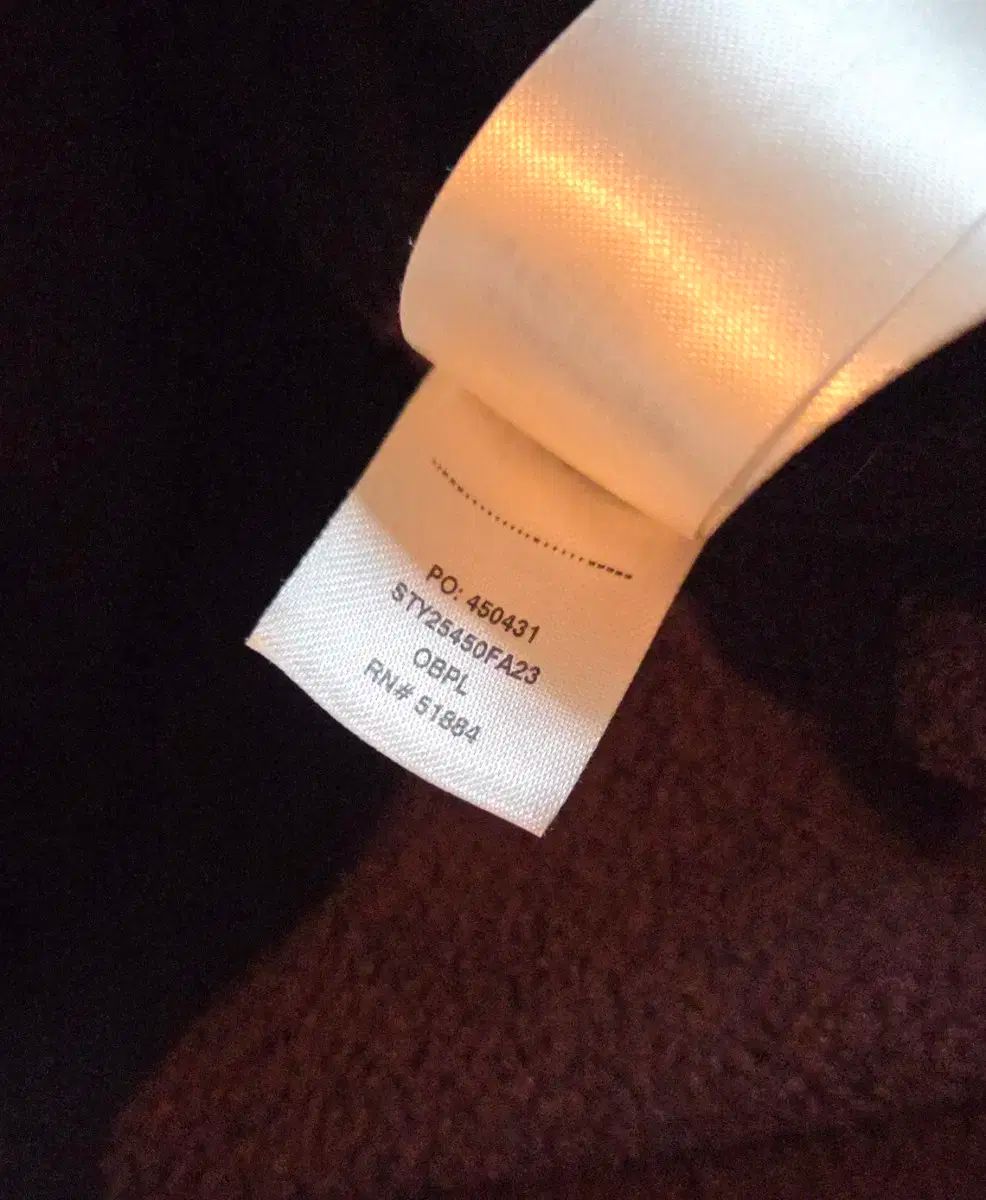 PO: 450431
STY25450FA23
OBPL
RN# 51884